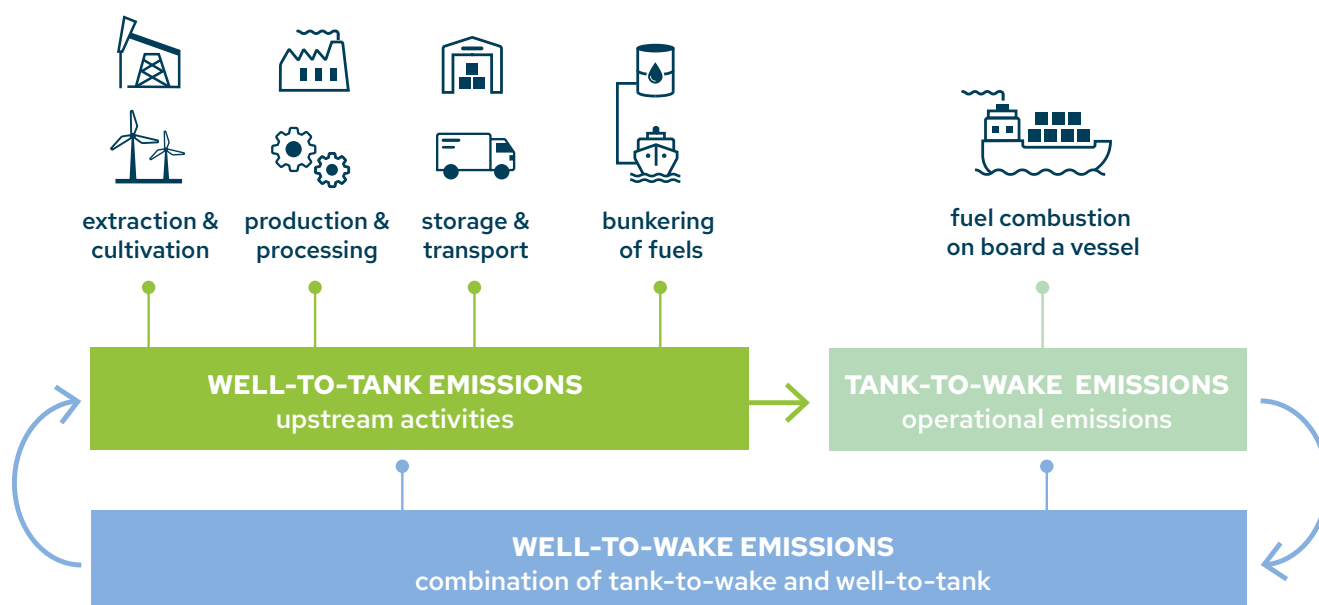 extraction &
cultivation
production &
processing
storage &
transport
bunkering
of fuels
fuel combustion
on board a vessel
WELL-TO-TANK EMISSIONS
upstream activities
TANK-TO-WAKE EMISSIONS
operational emissions
WELL-TO-WAKE EMISSIONS
combination of tank-to-wake and well-to-tank